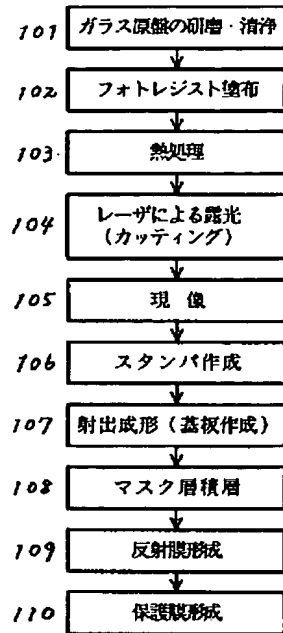 101 ガラス原盤の研磨・清浄
102 フォトレジスト塗布
103 熱処理
104 レーザによる露光
(カッティング)
105 現像
106 スタンパ作成
107 射出成形(基板作成)
108 マスク層積層
109 反射膜形成
110 保護膜形成